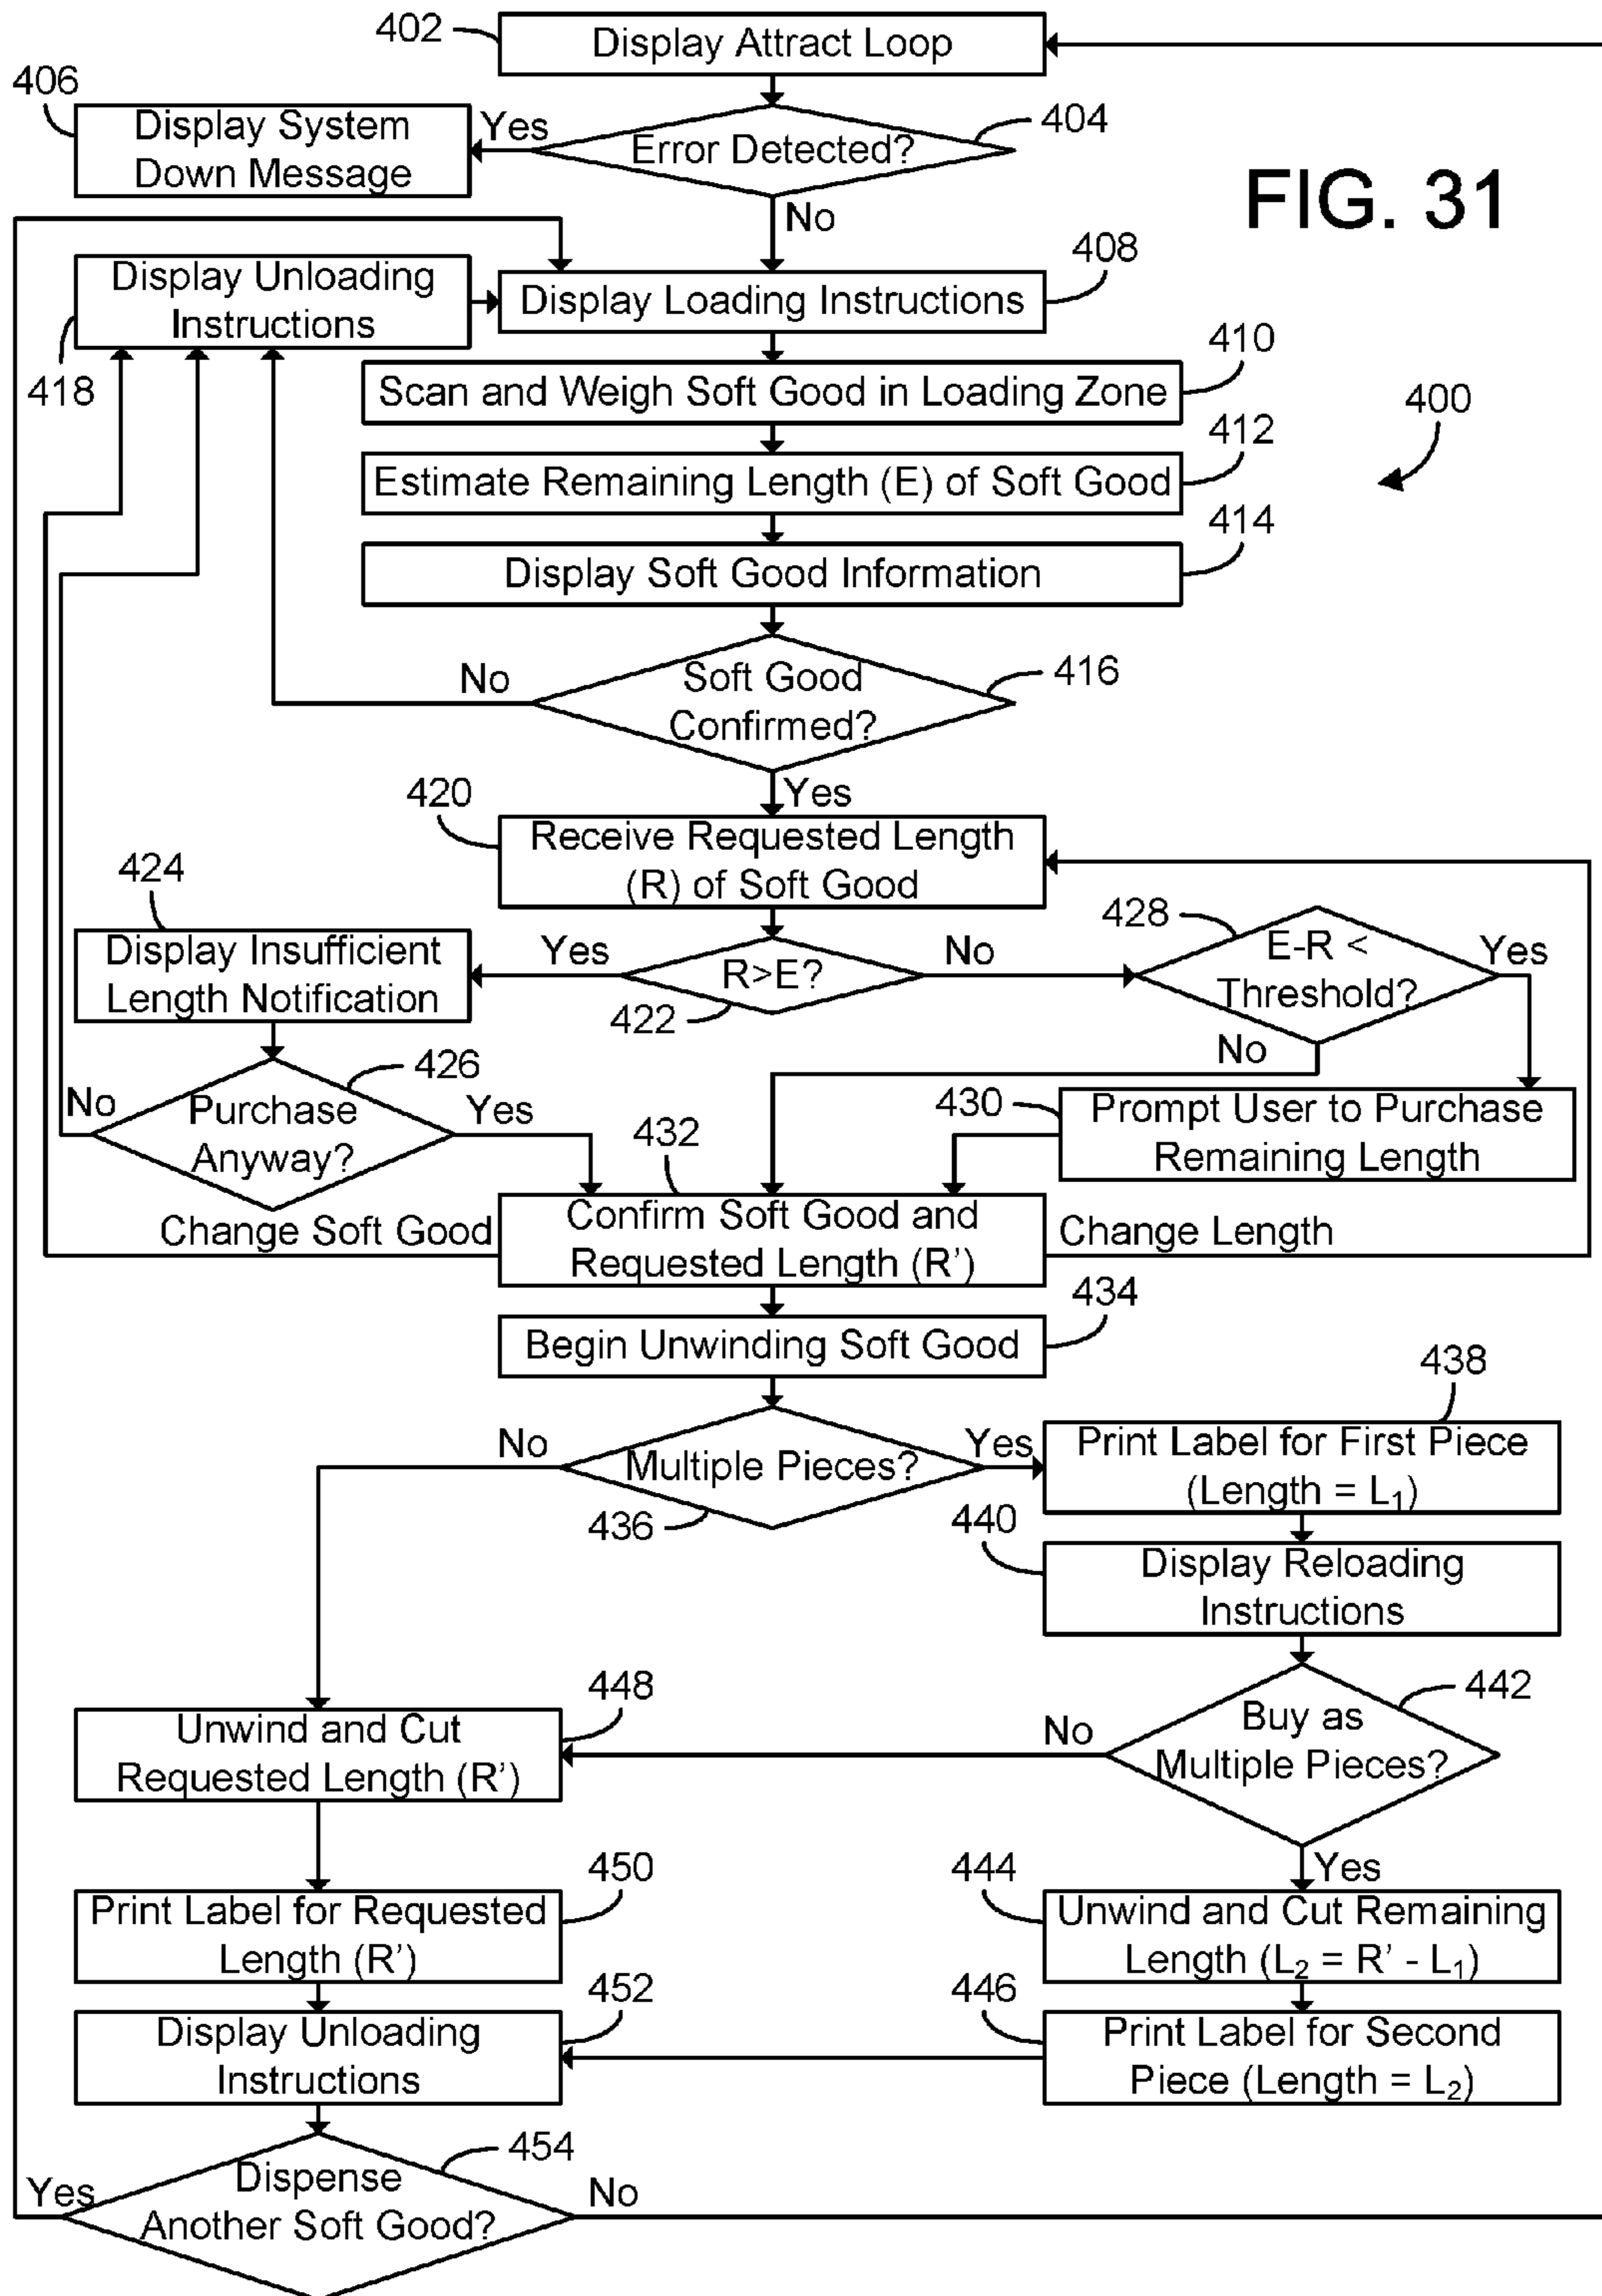 402
Display Attract Loop
406
Display System
Down Message
Yes
Error Detected?
404
FIG. 31
No
408
Display Unloading
Instructions
418
Display Loading Instructions
410
Scan and Weigh Soft Good in Loading Zone
400
412
Estimate Remaining Length (E) of Soft Good
414
Display Soft Good Information
No
Soft Good
Confirmed?
416
Yes
420
Receive Requested Length
(R) of Soft Good
424
Display Insufficient
Length Notification
Yes
R>E?
422
No
428
E-R <
Threshold?
Yes
No
426
No
Purchase
Anyway?
Yes
430
Prompt User to Purchase
Remaining Length
432
Change Soft Good
Confirm Soft Good and
Requested Length (R’)
Change Length
434
Begin Unwinding Soft Good
438
No
Multiple Pieces?
436
Yes
Print Label for First Piece
(Length = L₁)
440
Display Reloading
Instructions
448
Unwind and Cut
Requested Length (R’)
No
Buy as
Multiple Pieces?
442
Yes
450
Print Label for Requested
Length (R’)
444
Unwind and Cut Remaining
Length (L₂ = R’ - L₁)
452
Display Unloading
Instructions
446
Print Label for Second
Piece (Length = L₂)
454
Yes
Dispense
Another Soft Good?
No